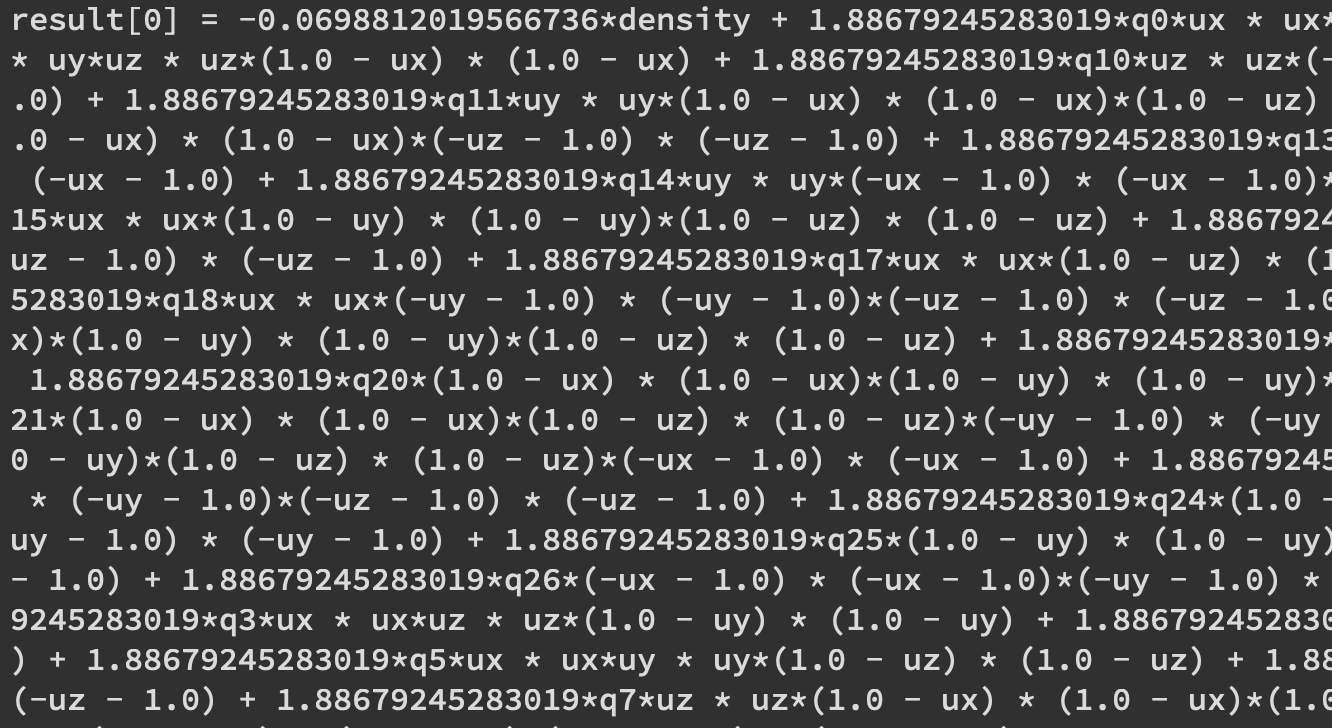 result[0] = −0.0698812019566736*density + 1.88679245283019*q0*ux * ux*
* uy*uz * uz*(1.0 − ux) * (1.0 − ux) + 1.88679245283019*q10*uz * uz*(−
.0) + 1.88679245283019*q11*uy * uy*(1.0 − ux) * (1.0 − ux)*(1.0 − uz)
.0 − ux) * (1.0 − ux)*(−uz − 1.0) * (−uz − 1.0) + 1.88679245283019*q13
(−ux − 1.0) + 1.88679245283019*q14*uy * uy*(−ux − 1.0) * (−ux − 1.0)*
15*ux * ux*(1.0 − uy) * (1.0 − uy)*(1.0 − uz) * (1.0 − uz) + 1.8867924
uz − 1.0) * (−uz − 1.0) + 1.88679245283019*q17*ux * ux*(1.0 − uz) * (1
5283019*q18*ux * ux*(−uy − 1.0) * (−uy − 1.0)*(−uz − 1.0) * (−uz − 1.0
x)*(1.0 − uy) * (1.0 − uy)*(1.0 − uz) * (1.0 − uz) + 1.88679245283019*
1.88679245283019*q20*(1.0 − ux) * (1.0 − ux)*(1.0 − uy) * (1.0 − uy)*
21*(1.0 − ux) * (1.0 − ux)*(1.0 − uz) * (1.0 − uz)*(−uy − 1.0) * (−uy
0 − uy)*(1.0 − uz) * (1.0 − uz)*(−ux − 1.0) * (−ux − 1.0) + 1.88679245
* (−uy − 1.0)*(−uz − 1.0) * (−uz − 1.0) + 1.88679245283019*q24*(1.0 −
uy − 1.0) * (−uy − 1.0) + 1.88679245283019*q25*(1.0 − uy) * (1.0 − uy)
− 1.0) + 1.88679245283019*q26*(−ux − 1.0) * (−ux − 1.0)*(−uy − 1.0) *
9245283019*q3*ux * ux*uz * uz*(1.0 − uy) * (1.0 − uy) + 1.886792452830
) + 1.88679245283019*q5*ux * ux*uy * uy*(1.0 − uz) * (1.0 − uz) + 1.88
(−uz − 1.0) + 1.88679245283019*q7*uz * uz*(1.0 − ux) * (1.0 − ux)*(1.0